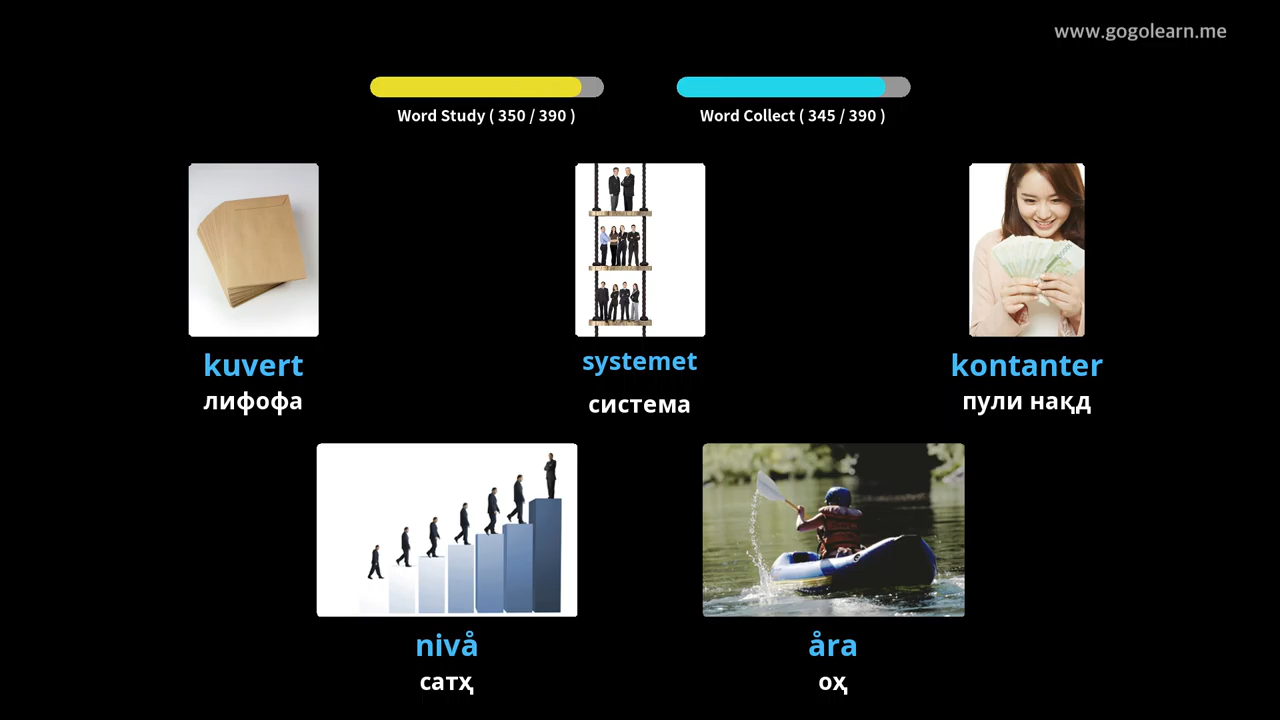 www.gogolearn.me
Word Study ( 350 / 390 )
Word Collect ( 345 / 390 )
kuvert
лифофа
systemet
система
kontanter
пули нақд
nivå
сатҳ
åra
оҳ